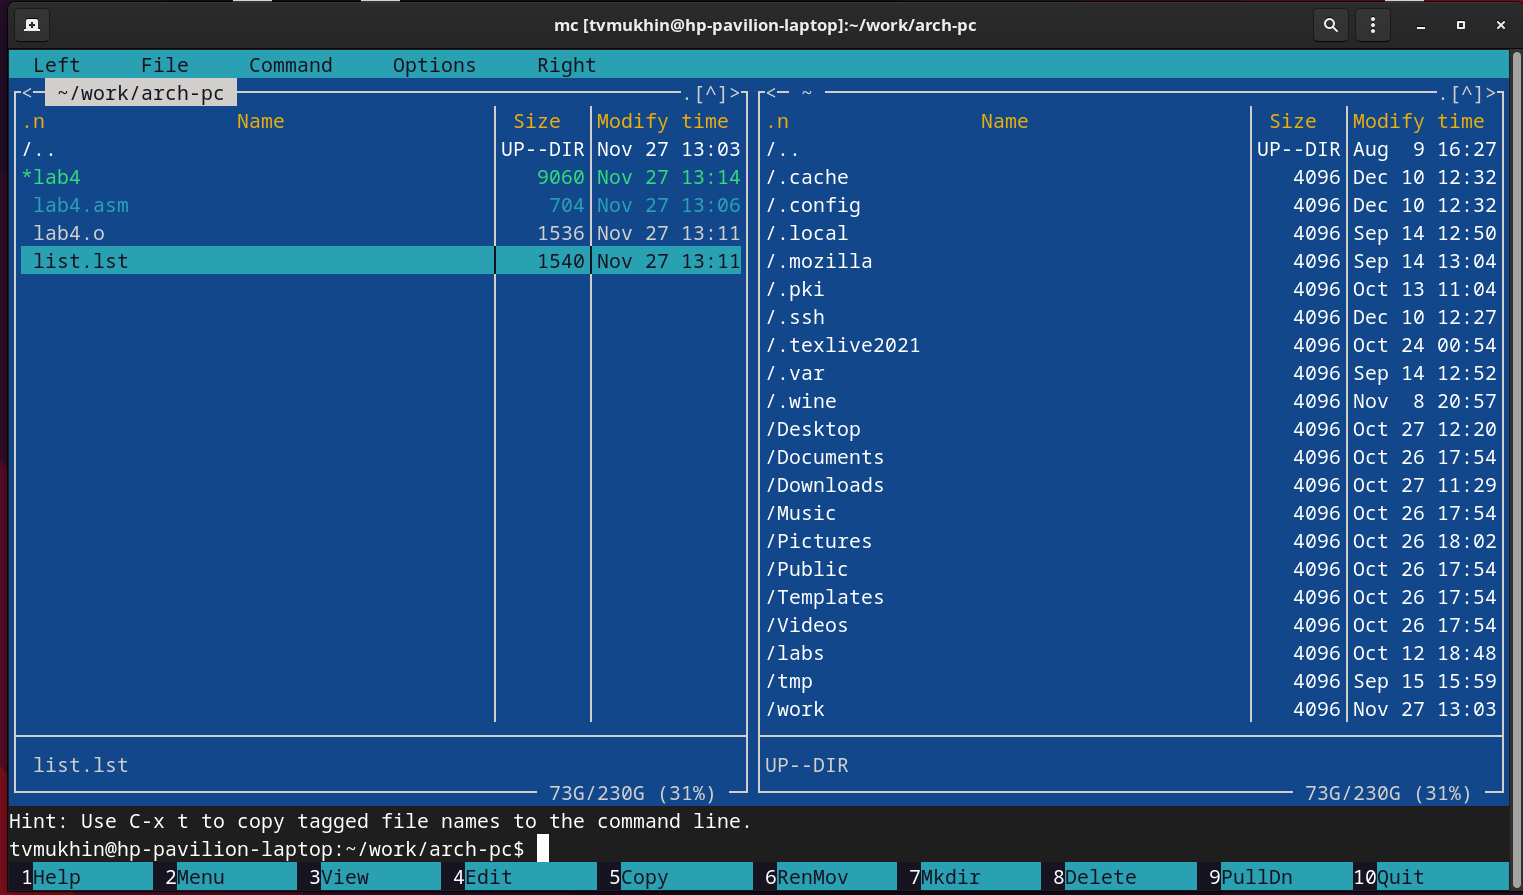 mc [tvmukhin@hp-pavilion-laptop]:~/work/arch-pc
Left File Command Options Right
<─ ~/work/arch-pc .[^]>
.n Name Size Modify time
/.. UP--DIR Nov 27 13:03
*lab4 9060 Nov 27 13:14
lab4.asm 704 Nov 27 13:06
lab4.o 1536 Nov 27 13:11
list.lst 1540 Nov 27 13:11
list.lst
73G/230G (31%)
<─ ~ .[^]>
.n Name Size Modify time
/.. UP--DIR Aug 9 16:27
/.cache 4096 Dec 10 12:32
/.config 4096 Dec 10 12:32
/.local 4096 Sep 14 12:50
/.mozilla 4096 Sep 14 13:04
/.pki 4096 Oct 13 11:04
/.ssh 4096 Dec 10 12:27
/.texlive2021 4096 Oct 24 00:54
/.var 4096 Sep 14 12:52
/.wine 4096 Nov 8 20:57
/Desktop 4096 Oct 27 12:20
/Documents 4096 Oct 26 17:54
/Downloads 4096 Oct 27 11:29
/Music 4096 Oct 26 17:54
/Pictures 4096 Oct 26 18:02
/Public 4096 Oct 26 17:54
/Templates 4096 Oct 26 17:54
/Videos 4096 Oct 26 17:54
/labs 4096 Oct 12 18:48
/tmp 4096 Sep 15 15:59
/work 4096 Nov 27 13:03
UP--DIR
73G/230G (31%)
Hint: Use C-x t to copy tagged file names to the command line.
tvmukhin@hp-pavilion-laptop:~/work/arch-pc$
1Help 2Menu 3View 4Edit 5Copy 6RenMov 7Mkdir 8Delete 9PullDn 10Quit